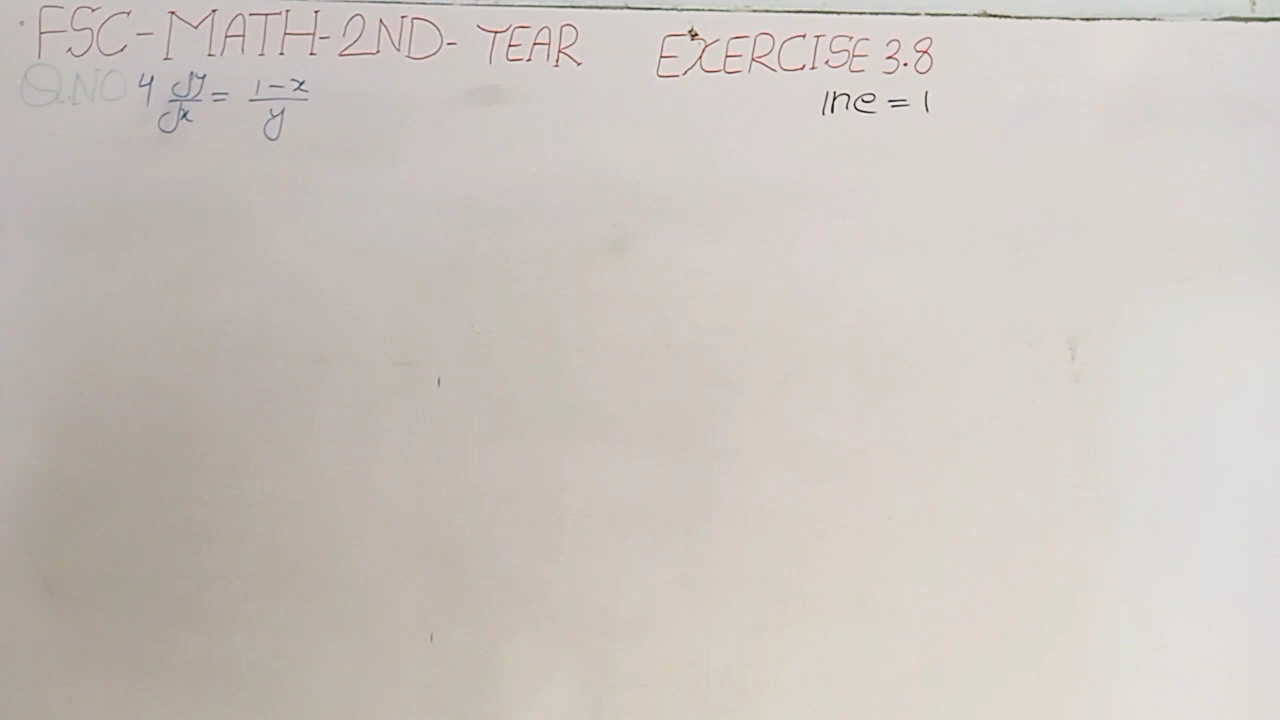 FSC-MATH-2ND-YEAR EXERCISE 3.8
Q.NO 4 dy/dx = 1-x/y
lne = 1